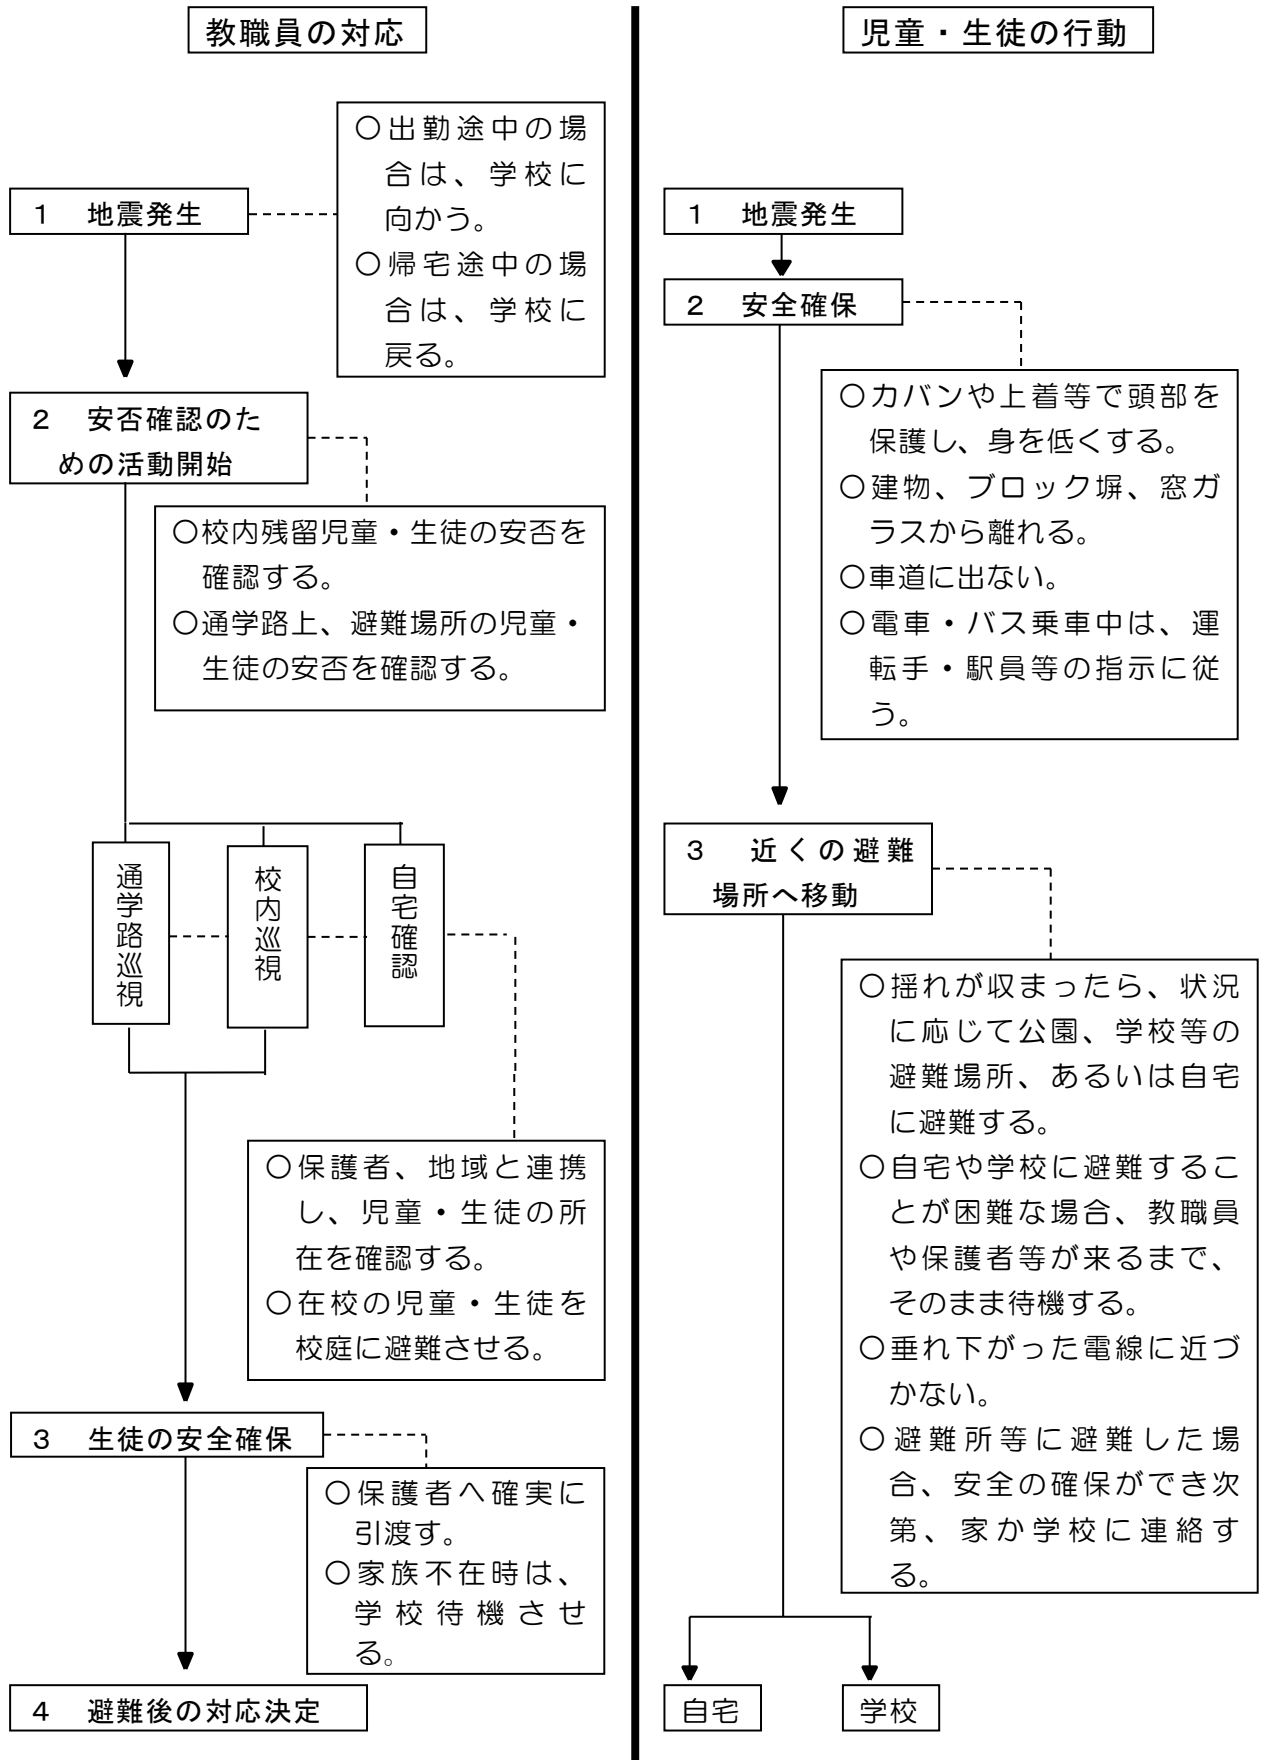 教職員の対応
○出勤途中の場
合は、学校に
向かう。
○帰宅途中の場
合は、学校に
戻る。
1 地震発生
2 安否確認のた
めの活動開始
○校内残留児童・生徒の安否を
確認する。
○通学路上、避難場所の児童・
生徒の安否を確認する。
通学路巡視
校内巡視
自宅確認
○保護者、地域と連携
し、児童・生徒の所
在を確認する。
○在校の児童・生徒を
校庭に避難させる。
3 生徒の安全確保
○保護者へ確実に
引渡す。
○家族不在時は、
学校待機させ
る。
4 避難後の対応決定
児童・生徒の行動
1 地震発生
2 安全確保
○カバンや上着等で頭部を
保護し、身を低くする。
○建物、ブロック塀、窓ガ
ラスから離れる。
○車道に出ない。
○電車・バス乗車中は、運
転手・駅員等の指示に従
う。
3 近くの避難
場所へ移動
○揺れが収まったら、状況
に応じて公園、学校等の
避難場所、あるいは自宅
に避難する。
○自宅や学校に避難するこ
とが困難な場合、教職員
や保護者等が来るまで、
そのまま待機する。
○垂れ下がった電線に近づ
かない。
○避難所等に避難した場
合、安全の確保ができ次
第、家か学校に連絡す
る。
自宅
学校